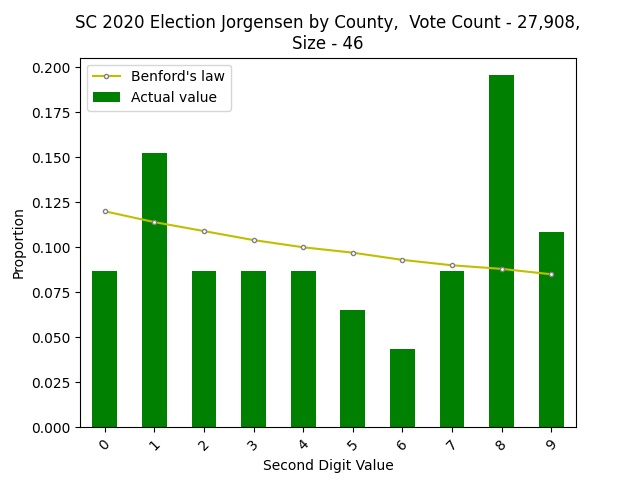 SC 2020 Election Jorgensen by County,  Vote Count - 27,908,
Size - 46
Benford's law
Actual value
0.200
0.175
0.150
0.125
0.100
0.075
0.050
0.025
0.000
Proportion
0 1 2 3 4 5 6 7 8 9
Second Digit Value